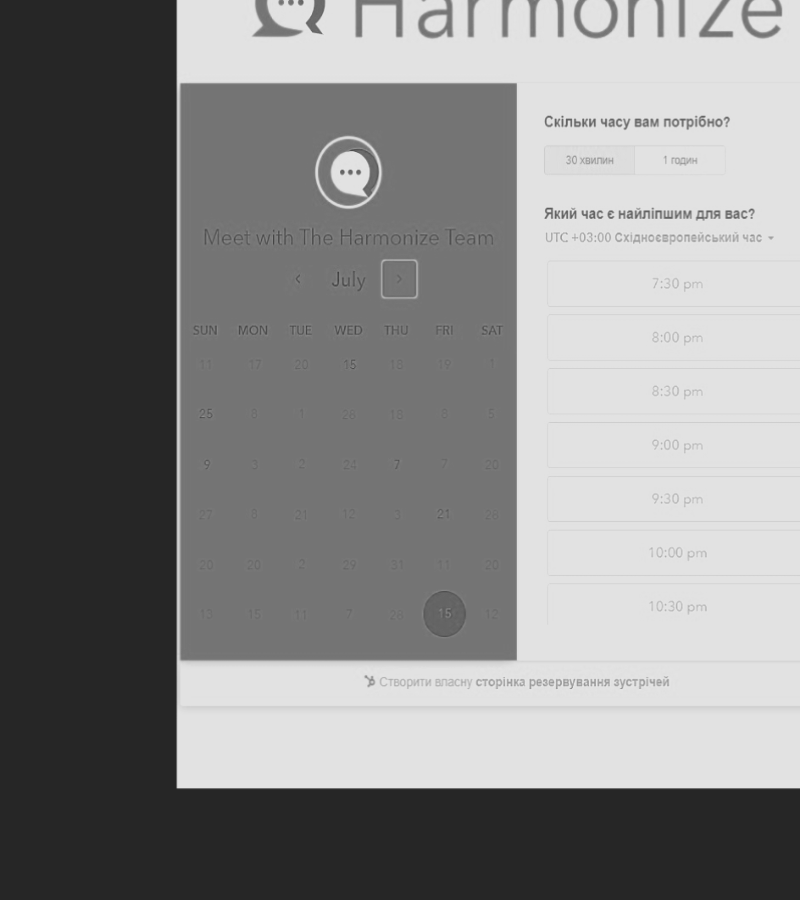 Harmonize
Meet with The Harmonize Team
July
SUN MON TUE WED THU FRI SAT
11 17 20 15 18 19 1
25 8 1 26 12 8 5
9 3 2 24 7 7 20
27 8 21 12 3 21 26
20 20 2 29 31 11 20
13 15 11 7 26 15 12
Скільки часу вам потрібно?
30 хвилин 1 годин
Який час є найліпшим для вас?
UTC +03:00 Східноєвропейський час
7:30 pm
8:00 pm
8:30 pm
9:00 pm
9:30 pm
10:00 pm
10:30 pm
Створити власну сторінка резервування зустрічей